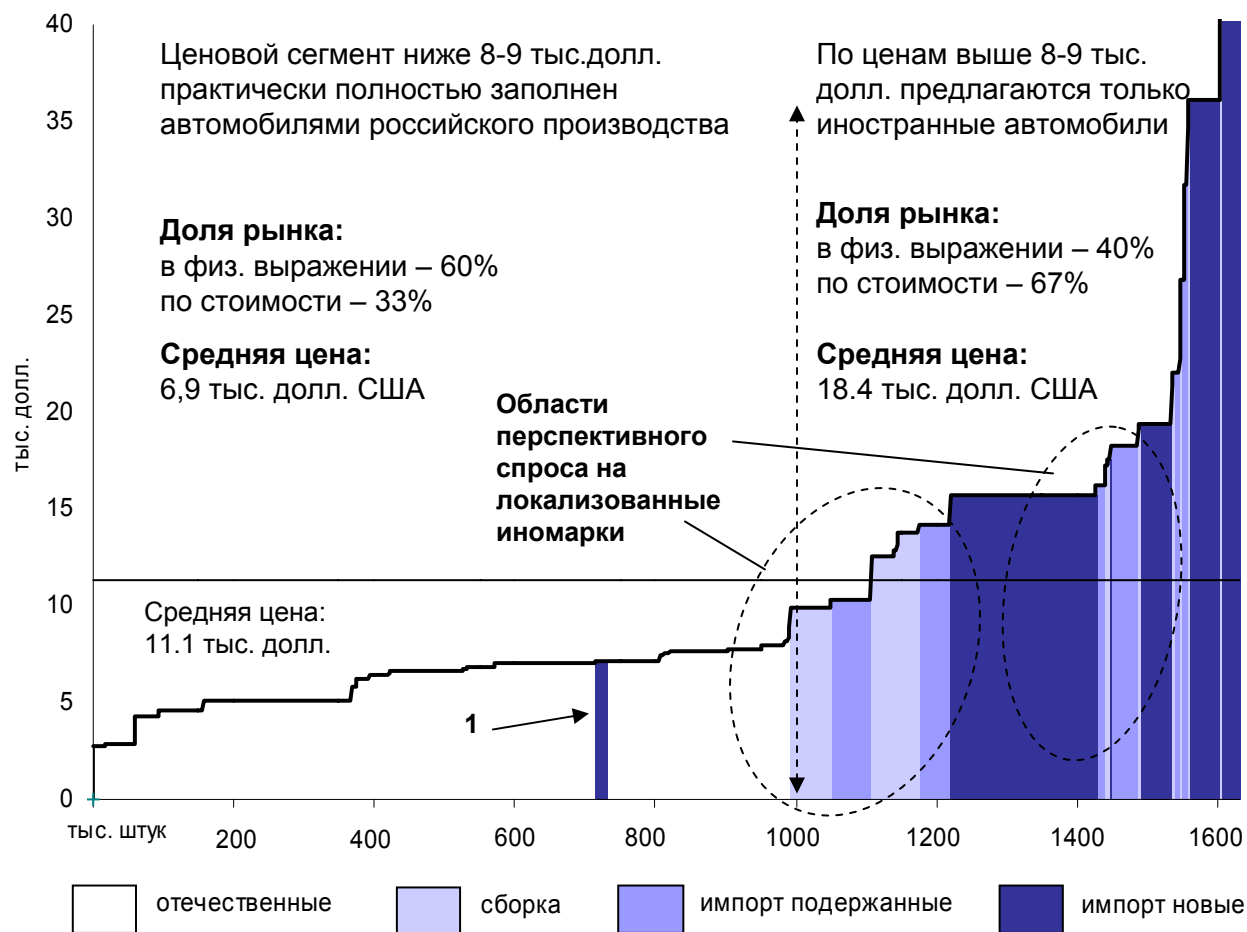 40
35
30
25
20
15
10
5
0
тыс. долл.
Ценовой сегмент ниже 8-9 тыс.долл.
практически полностью заполнен
автомобилями российского производства
Доля рынка:
в физ. выражении – 60%
по стоимости – 33%
Средняя цена:
6,9 тыс. долл. США
По ценам выше 8-9 тыс.
долл. предлагаются только
иностранные автомобили
Доля рынка:
в физ. выражении – 40%
по стоимости – 67%
Средняя цена:
18.4 тыс. долл. США
Области
перспективного
спроса на
локализованные
иномарки
Средняя цена:
11.1 тыс. долл.
1
тыс. штук 200 400 600 800 1000 1200 1400 1600
отечественные сборка импорт подержанные импорт новые